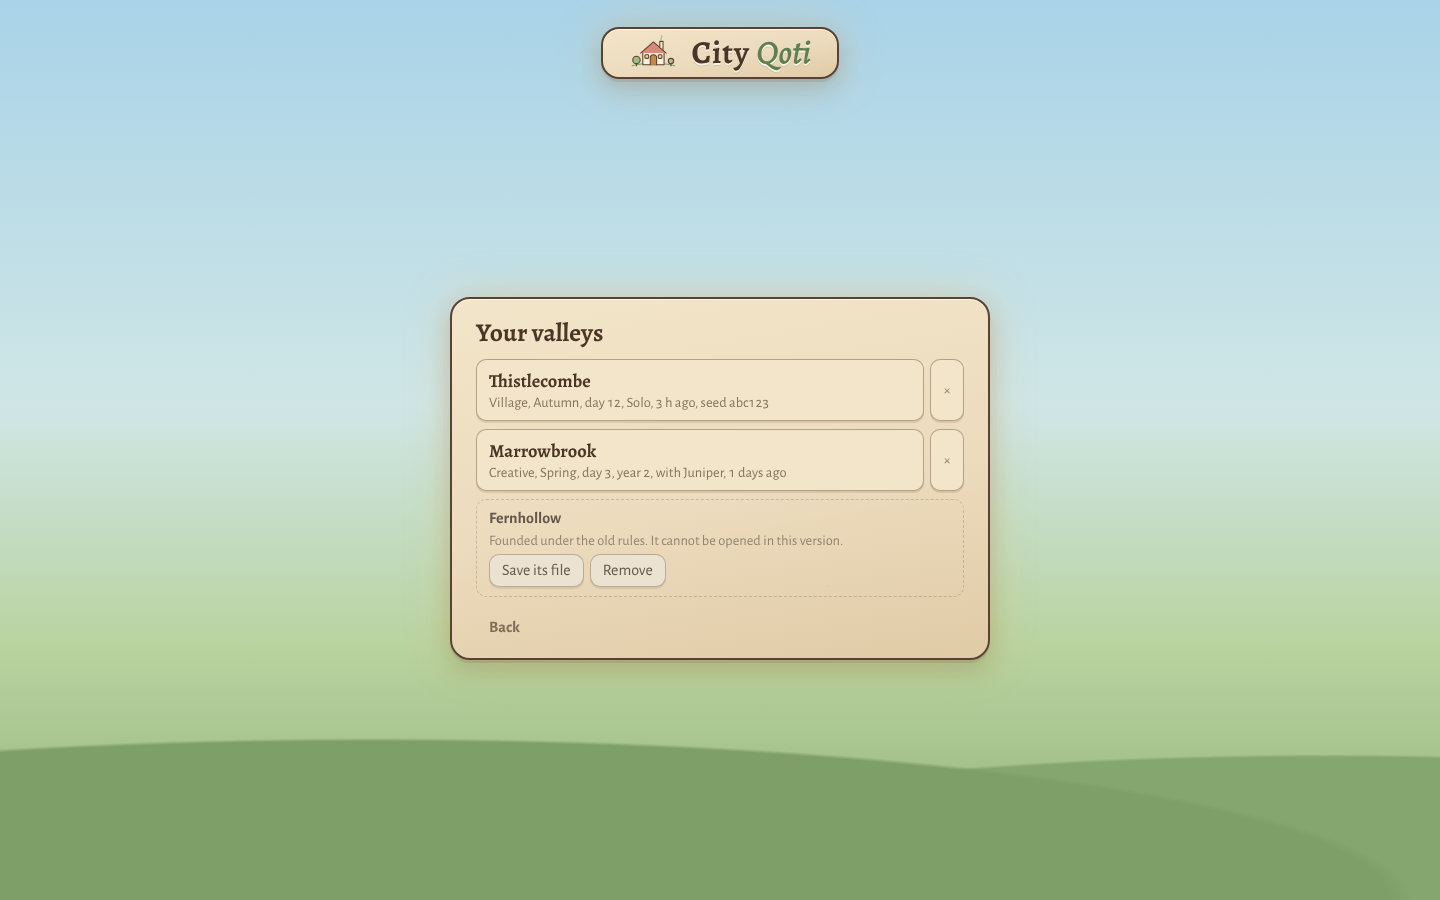 City Qoti
Your valleys
Thistlecombe
Village, Autumn, day 12, Solo, 3 h ago, seed abc123
×
Marrowbrook
Creative, Spring, day 3, year 2, with Juniper, 1 days ago
×
Fernhollow
Founded under the old rules. It cannot be opened in this version.
Save its file
Remove
Back